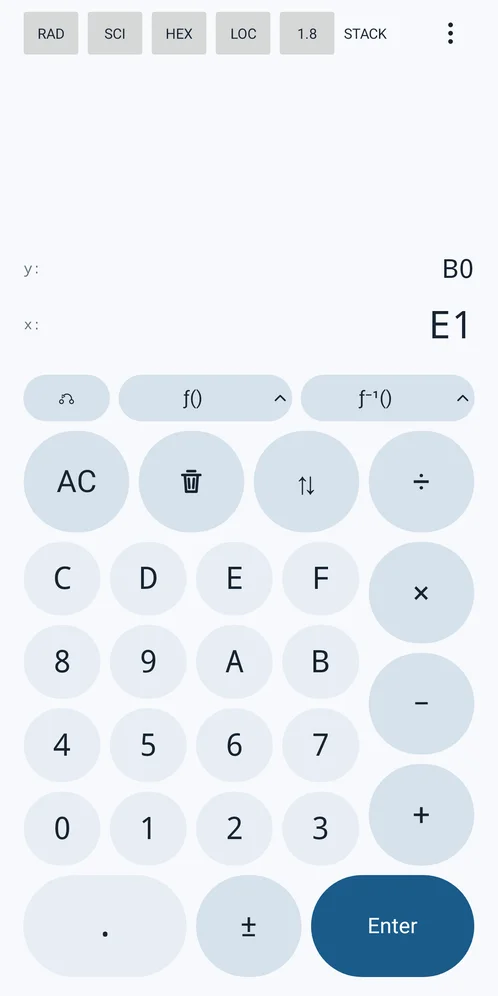 RAD SCI HEX LOC 1.8 STACK
y: B0
x: E1
ƒ() ƒ⁻¹()
AC ÷
C D E F
×
8 9 A B
−
4 5 6 7
+
0 1 2 3
. ± Enter